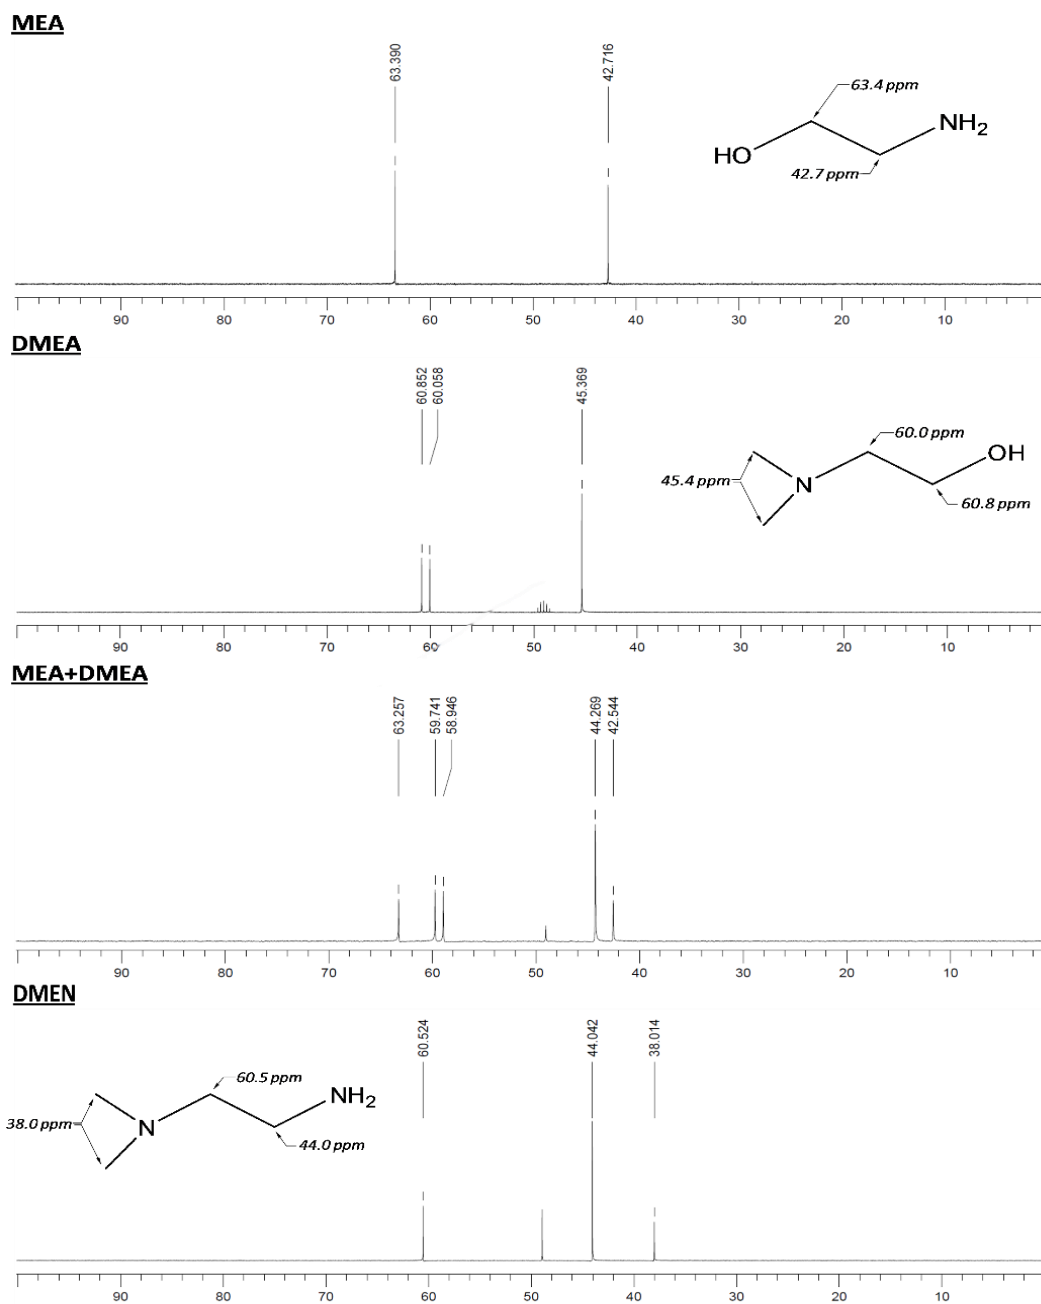 MEA
63.390
42.716
63.4 ppm
NH2
HO
42.7 ppm
90 80 70 60 50 40 30 20 10
DMEA
60.852
60.058
45.369
60.0 ppm
OH
45.4 ppm
N
60.8 ppm
90 80 70 60 50 40 30 20 10
MEA+DMEA
63.257
59.741
58.946
44.269
42.544
90 80 70 60 50 40 30 20 10
DMEN
60.524
44.042
38.014
60.5 ppm
NH2
38.0 ppm
N
44.0 ppm
90 80 70 60 50 40 30 20 10